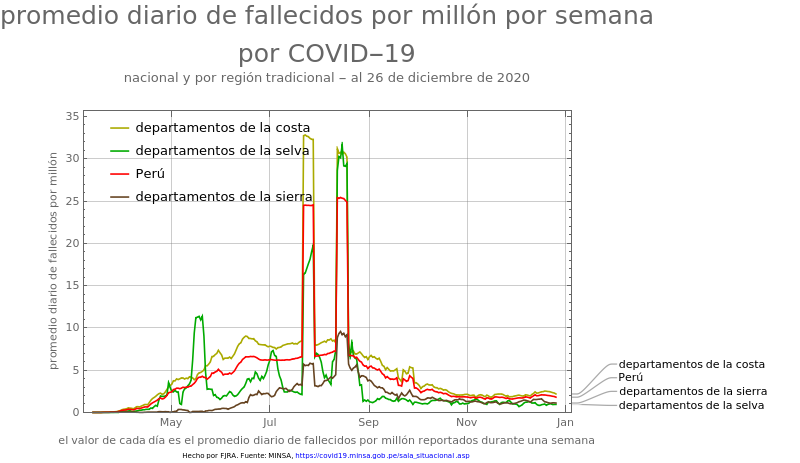 promedio diario de fallecidos por millón por semana
por COVID−19
nacional y por región tradicional − al 26 de diciembre de 2020
promedio diario de fallecidos por millón
35
30
25
20
15
10
5
0
departamentos de la costa
departamentos de la selva
Perú
departamentos de la sierra
May
Jul
Sep
Nov
Jan
departamentos de la costa
Perú
departamentos de la sierra
departamentos de la selva
el valor de cada día es el promedio diario de fallecidos por millón reportados durante una semana
Hecho por FJRA. Fuente: MINSA, https://covid19.minsa.gob.pe/sala_situacional.asp